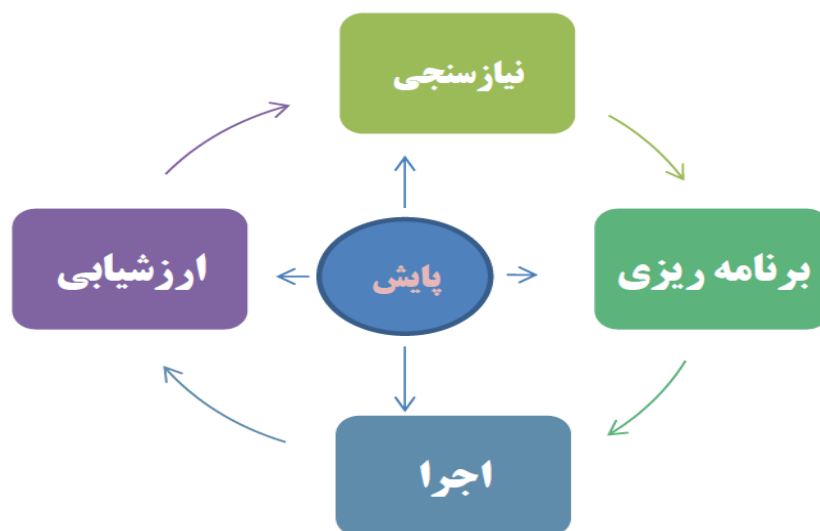 نیازسنجی
برنامه ریزی
پایش
ارزشیابی
اجرا